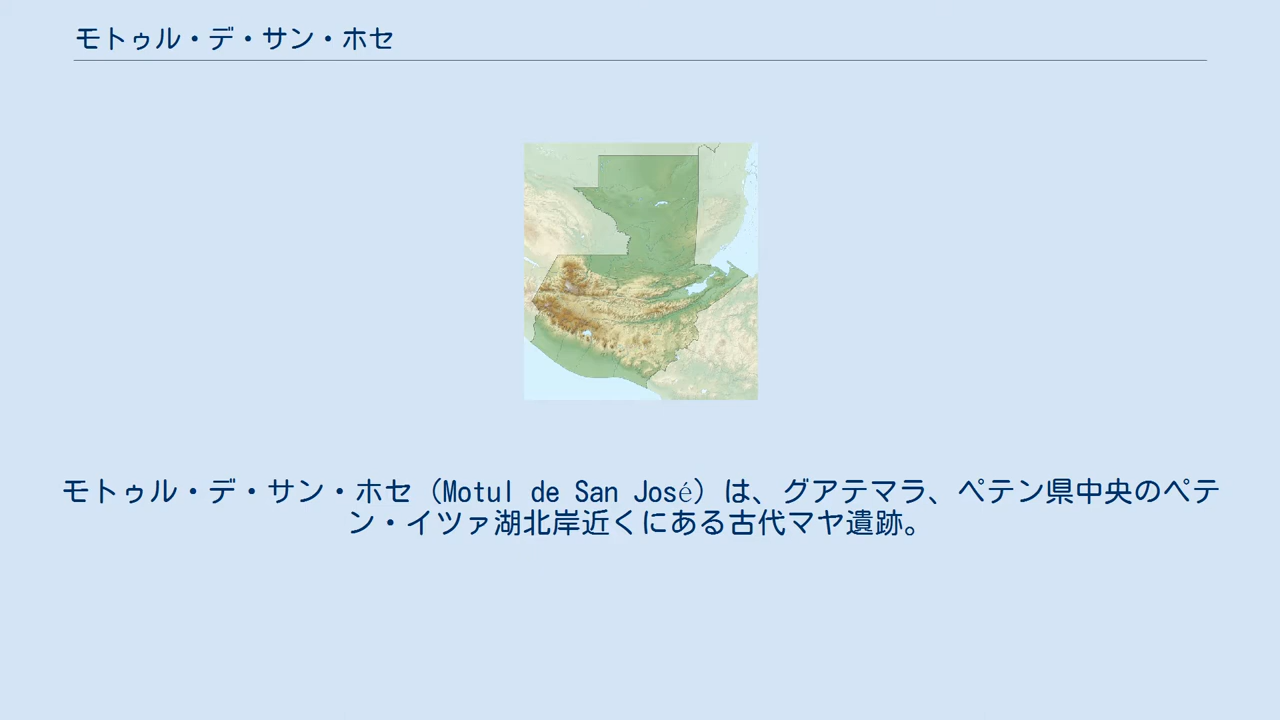 モトゥル・デ・サン・ホセ
モトゥル・デ・サン・ホセ（Motul de San José）は、グアテマラ、ペテン県中央のペテ
ン・イツァ湖北岸近くにある古代マヤ遺跡。